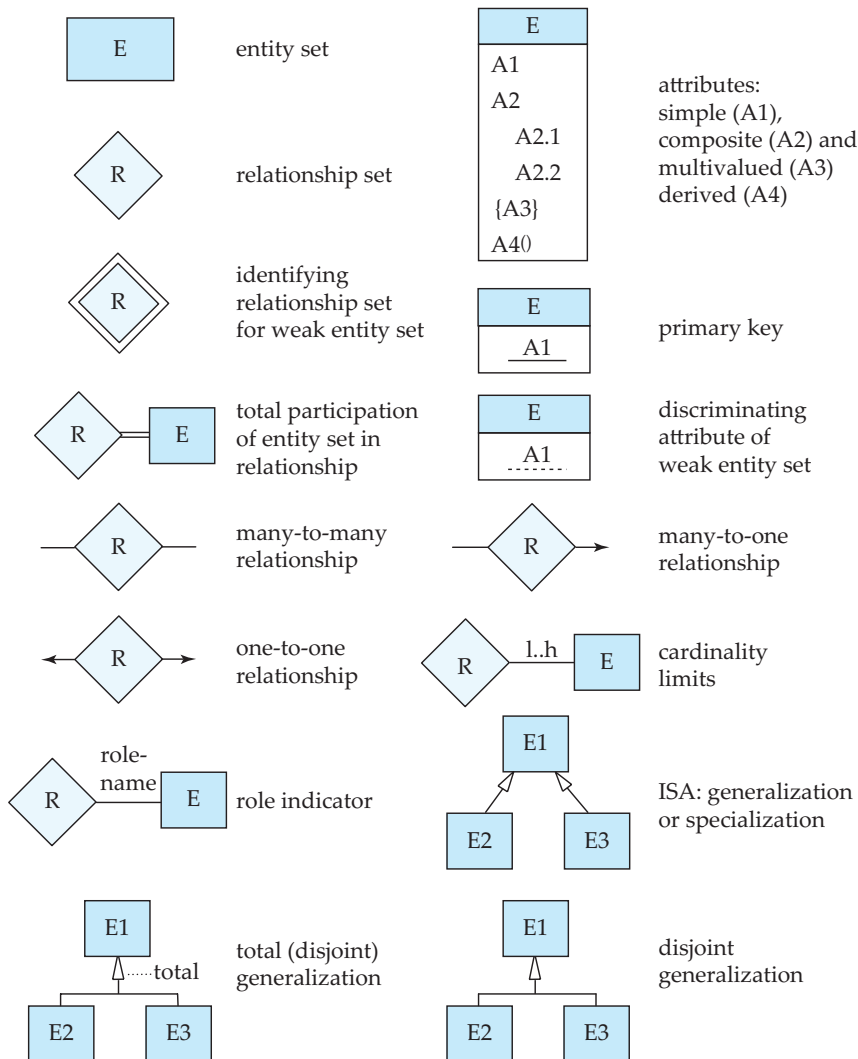 E
entity set
R
relationship set
R
identifying
relationship set
for weak entity set
R
E
total participation
of entity set in
relationship
R
many-to-many
relationship
R
one-to-one
relationship
role-
name
R
E
role indicator
E1
total
E2
E3
total (disjoint)
generalization
E
A1
A2
A2.1
A2.2
{A3}
A4()
attributes:
simple (A1),
composite (A2) and
multivalued (A3)
derived (A4)
E
A1
primary key
E
A1
discriminating
attribute of
weak entity set
R
many-to-one
relationship
R
l..h
E
cardinality
limits
E1
E2
E3
ISA: generalization
or specialization
E1
E2
E3
disjoint
generalization